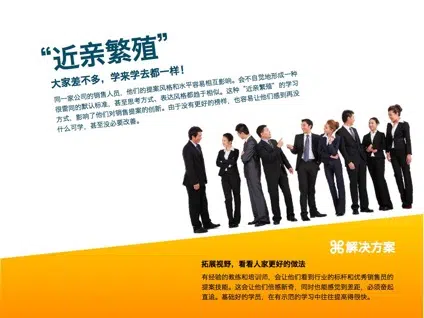 “近亲繁殖”
大家差不多，学来学去都一样！
同一家公司的销售人员，他们的提案风格和水平容易相互影响。会不自觉地形成一种
很雷同的默认标准，甚至思考方式、表达风格都趋于相似。这种“近亲繁殖”的学习
方式，影响了他们对销售提案的创新。由于没有更好的榜样，也容易让他们感到再没
什么可学，甚至没必要改善。
⌘解决方案
拓展视野，看看人家更好的做法
有经验的教练和培训师，会让他们看到行业的标杆和优秀销售员的
提案技能。这会让他们倍感新奇，同时也能感觉到差距，必须奋起
直追。基础好的学员，在有示范的学习中往往提高得很快。